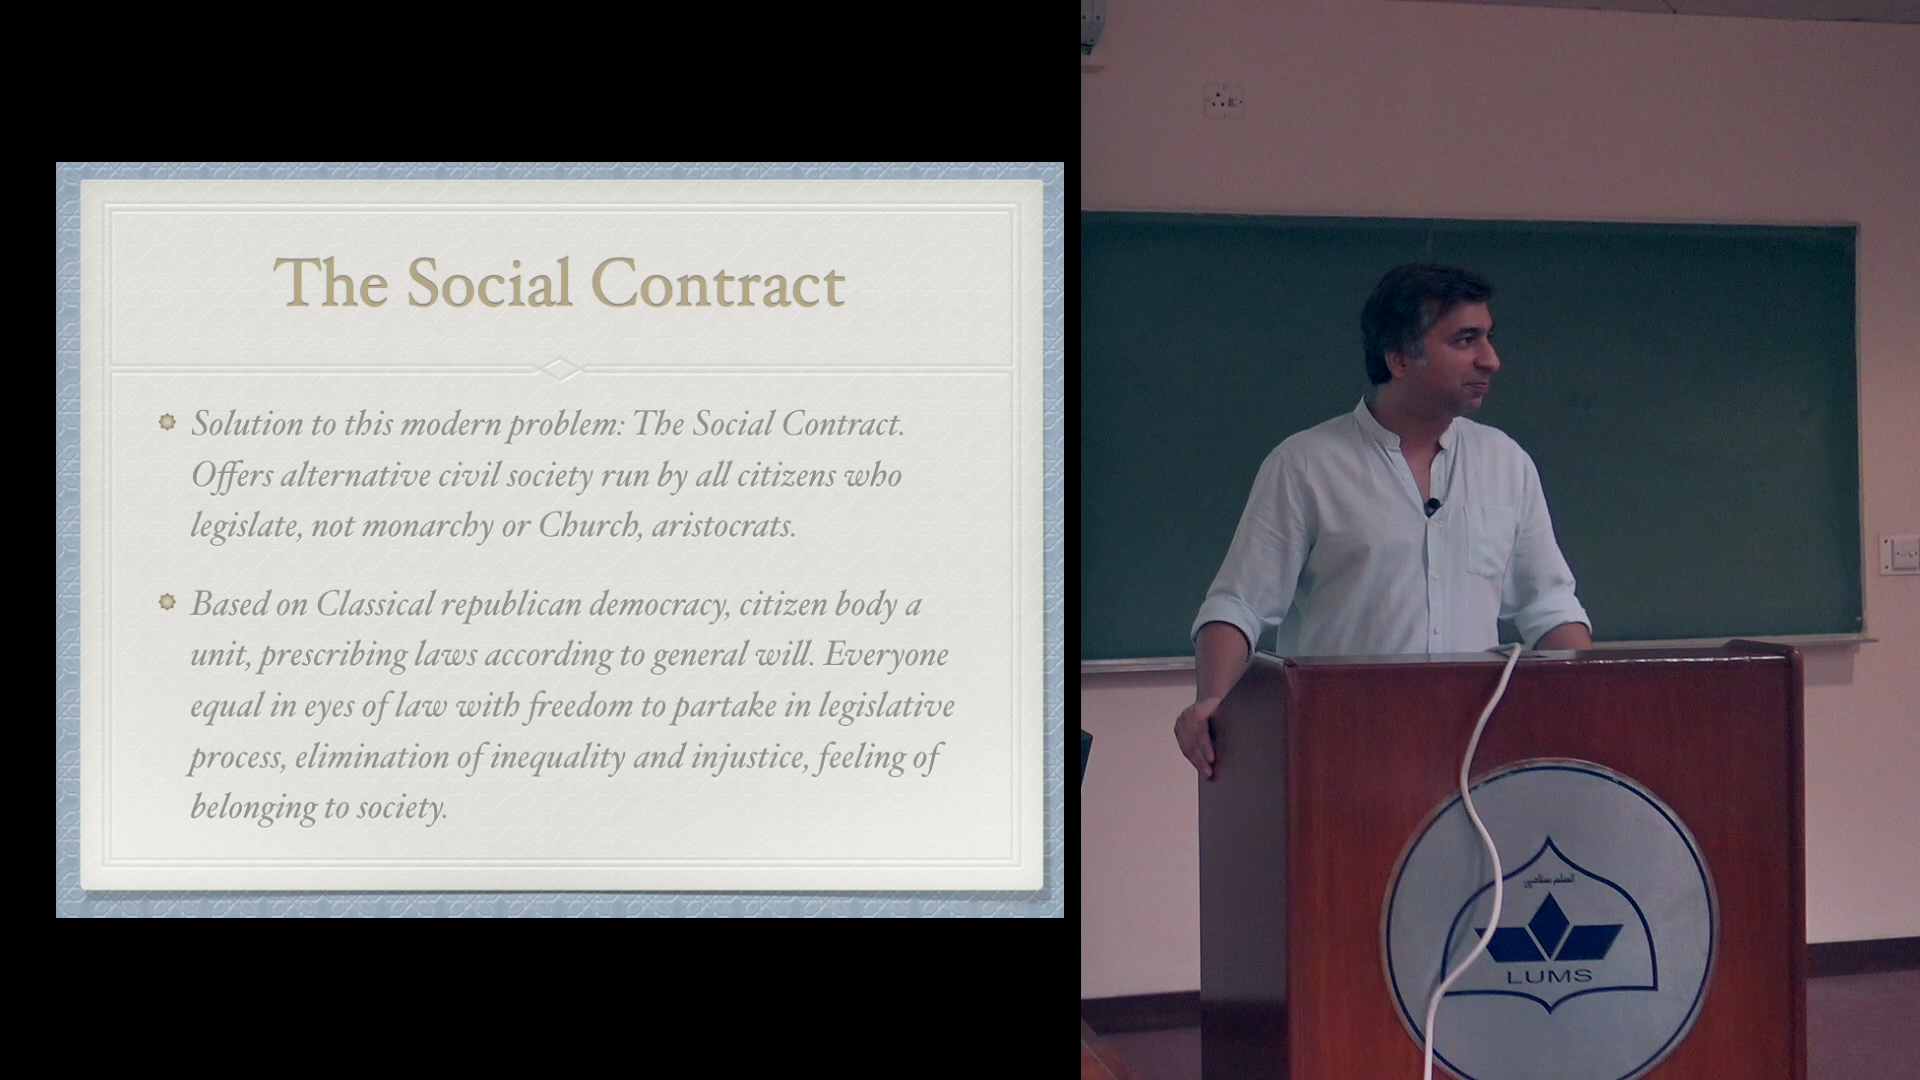 The Social Contract
Solution to this modern problem: The Social Contract.
Offers alternative civil society run by all citizens who
legislate, not monarchy or Church, aristocrats.
Based on Classical republican democracy, citizen body a
unit, prescribing laws according to general will. Everyone
equal in eyes of law with freedom to partake in legislative
process, elimination of inequality and injustice, feeling of
belonging to society.
LUMS